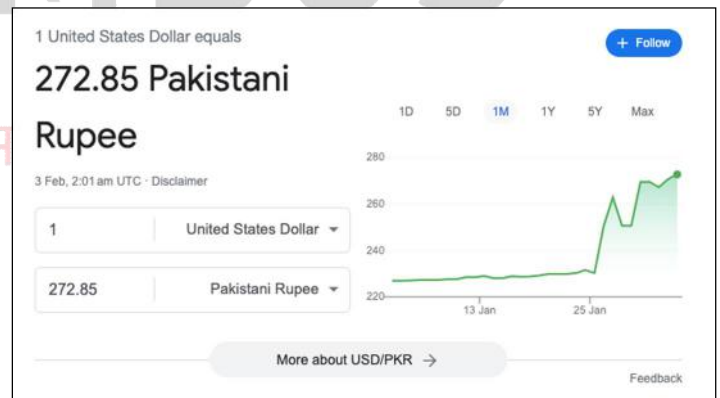 1 United States Dollar equals
+ Follow
272.85 Pakistani
Rupee
3 Feb, 2:01 am UTC · Disclaimer
1 United States Dollar
272.85 Pakistani Rupee
1D 5D 1M 1Y 5Y Max
280
260
240
220
13 Jan 25 Jan
More about USD/PKR →
Feedback